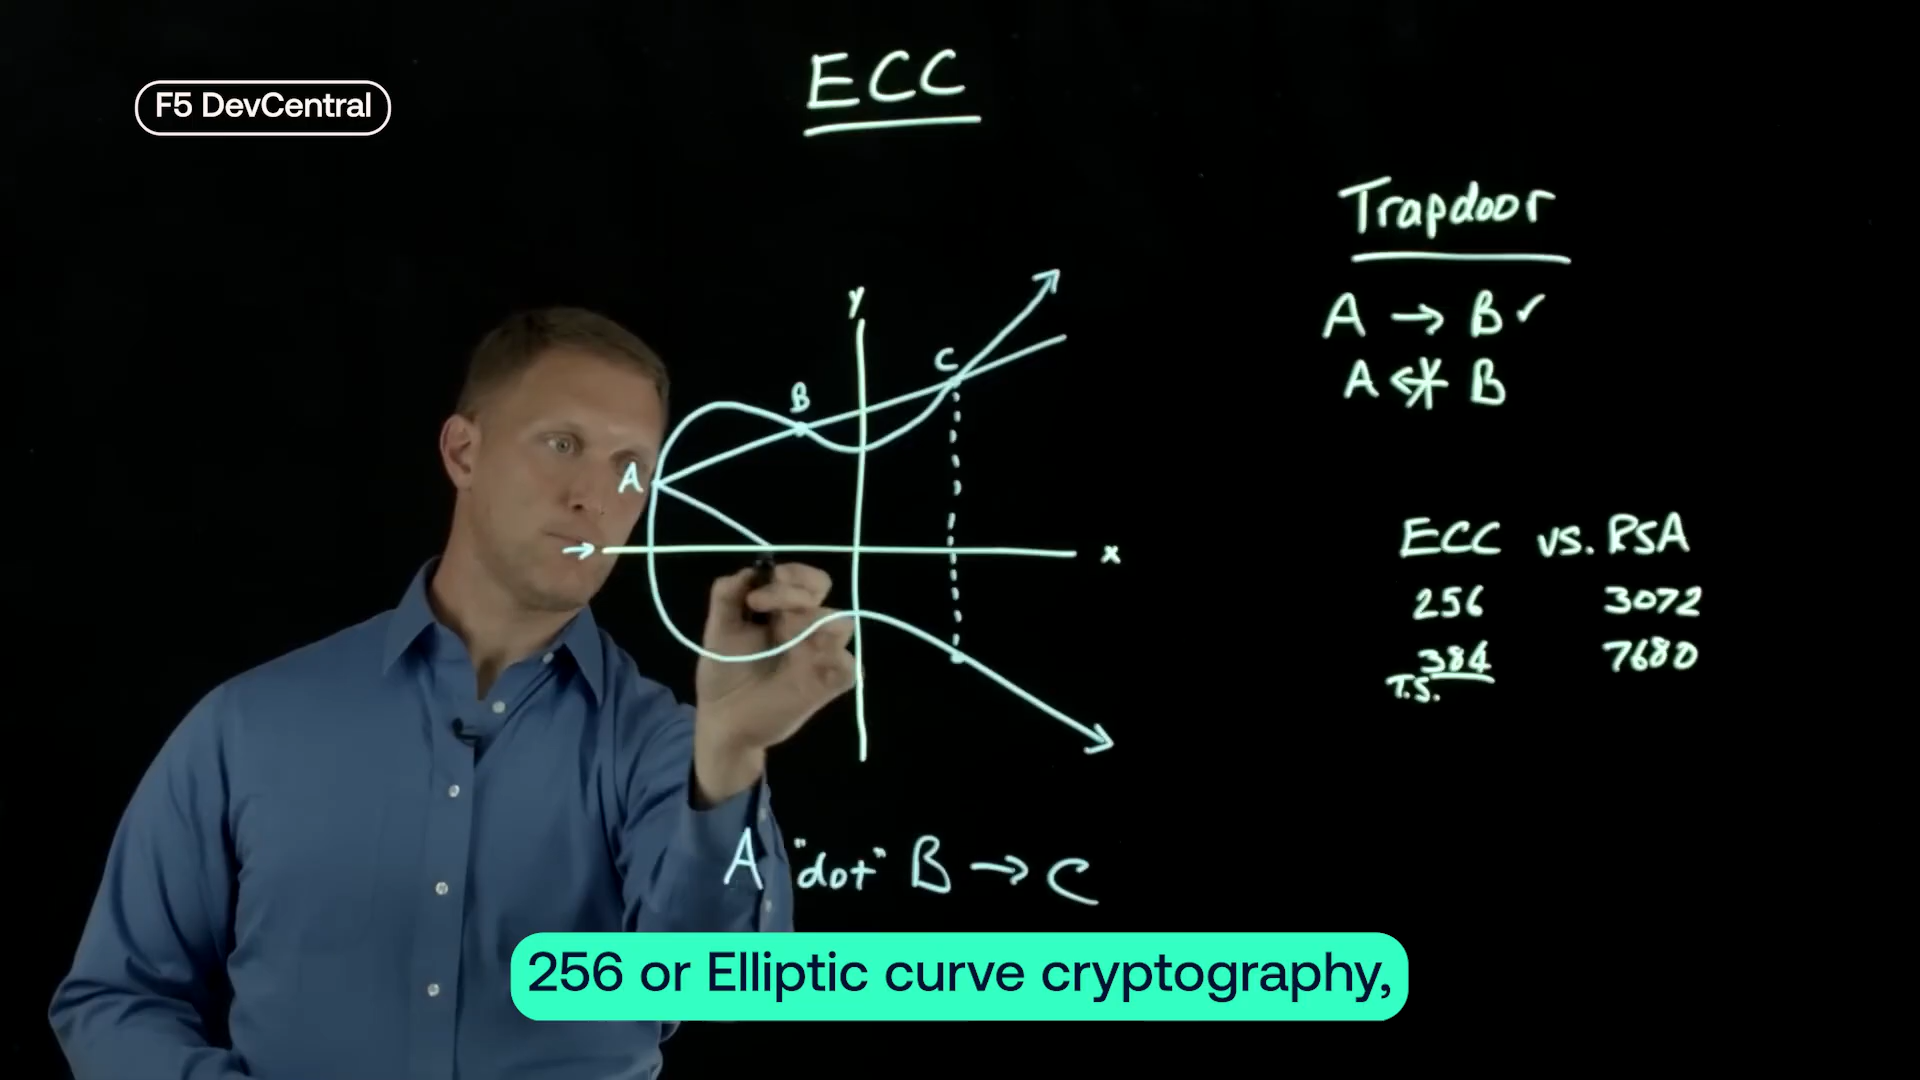 F5 DevCentral
ECC
Trapdoor
A → B ✓
A <* B
y
C
B
A
→
x
ECC vs. RSA
256 3072
384 7680
T.S.
A "dot" B → C
256 or Elliptic curve cryptography,